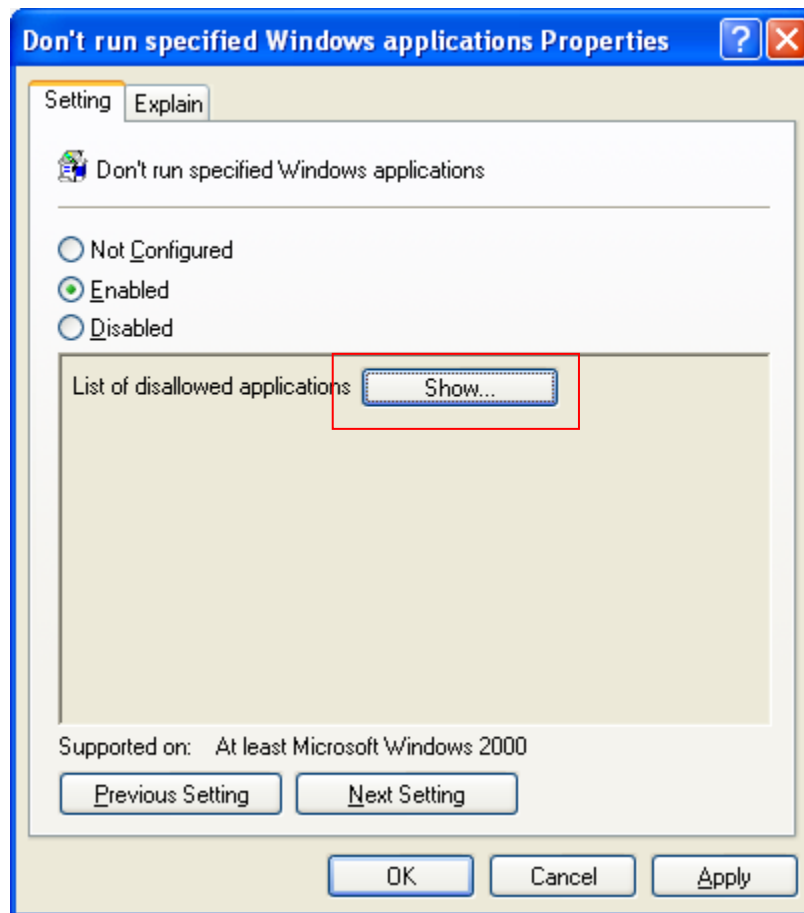 Don't run specified Windows applications Properties
Setting Explain
Don't run specified Windows applications
Not Configured
Enabled
Disabled
List of disallowed applications Show...
Supported on: At least Microsoft Windows 2000
Previous Setting Next Setting
OK Cancel Apply